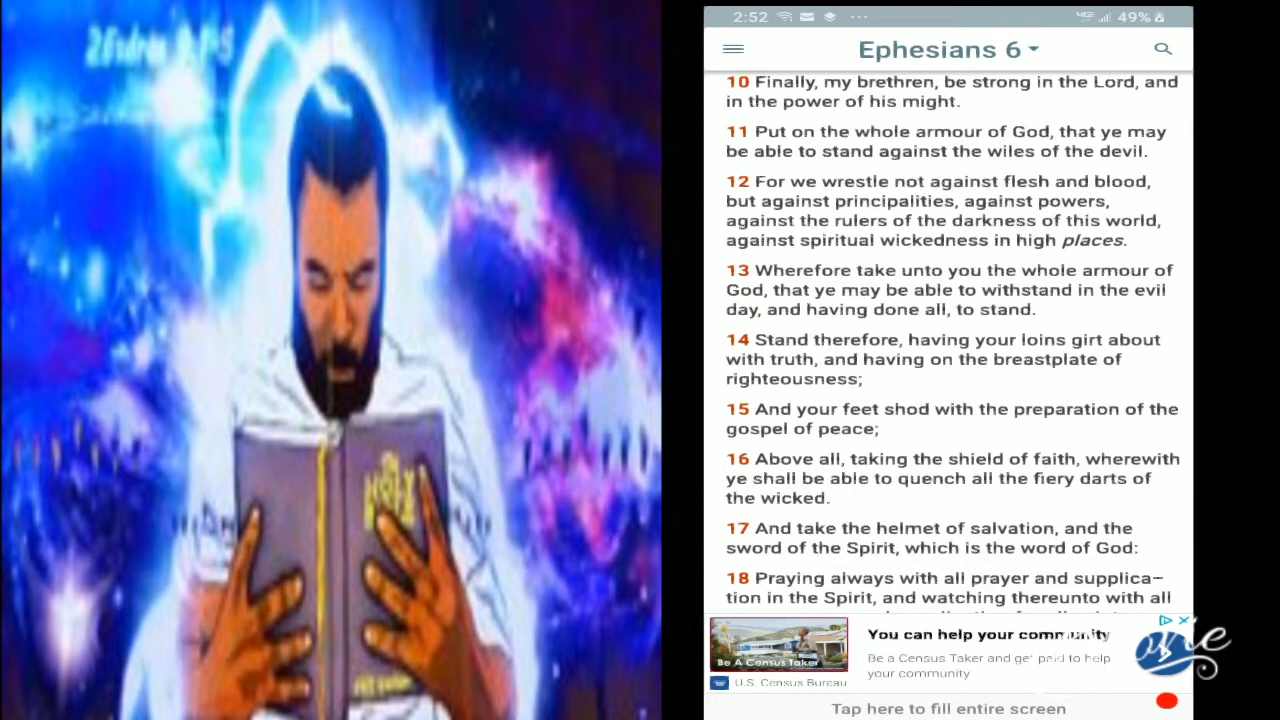 2Esdras
HOLY
2:52
49%
Ephesians 6
10 Finally, my brethren, be strong in the Lord, and
in the power of his might.
11 Put on the whole armour of God, that ye may
be able to stand against the wiles of the devil.
12 For we wrestle not against flesh and blood,
but against principalities, against powers,
against the rulers of the darkness of this world,
against spiritual wickedness in high places.
13 Wherefore take unto you the whole armour of
God, that ye may be able to withstand in the evil
day, and having done all, to stand.
14 Stand therefore, having your loins girt about
with truth, and having on the breastplate of
righteousness;
15 And your feet shod with the preparation of the
gospel of peace;
16 Above all, taking the shield of faith, wherewith
ye shall be able to quench all the fiery darts of
the wicked.
17 And take the helmet of salvation, and the
sword of the Spirit, which is the word of God:
18 Praying always with all prayer and supplica-
tion in the Spirit, and watching thereunto with all
You can help your community
Be a Census Taker and get paid to help
your community
Be A Census Taker
U.S. Census Bureau
Tap here to fill entire screen